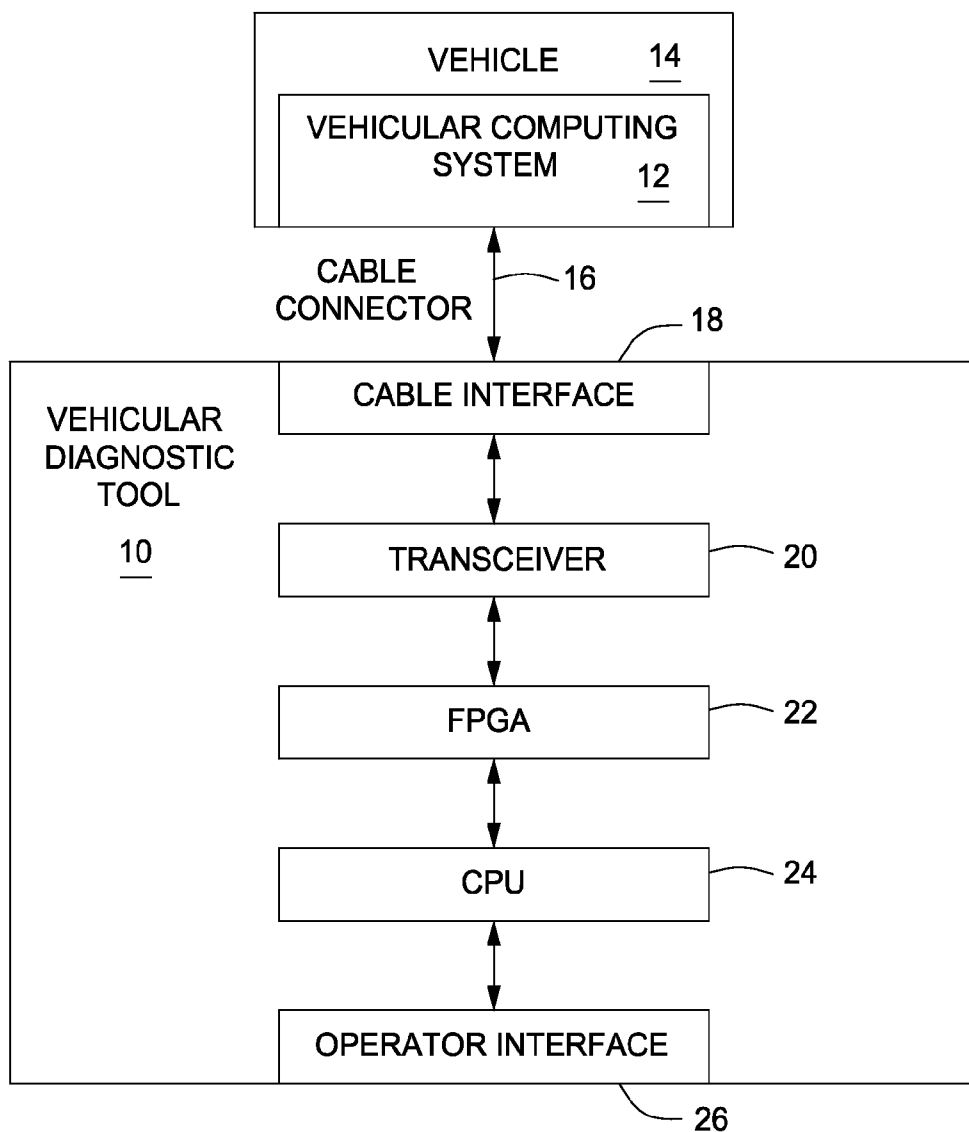 VEHICLE
14
VEHICULAR COMPUTING
SYSTEM
12
CABLE
CONNECTOR
16
18
CABLE INTERFACE
VEHICULAR
DIAGNOSTIC
TOOL
10
TRANSCEIVER
20
FPGA
22
CPU
24
OPERATOR INTERFACE
26